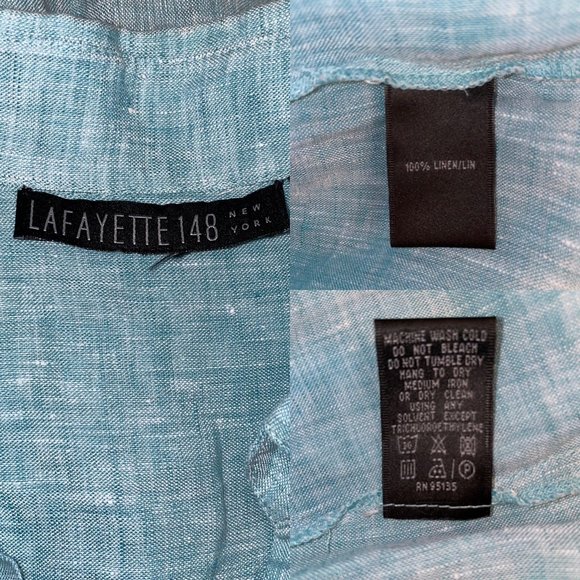 LAFAYETTE 148 NEW
YORK
100% LINEN/LIN
MACHINE WASH COLD
DO NOT BLEACH
DO NOT TUMBLE DRY
HANG TO DRY
MEDIUM IRON
OR DRY CLEAN
USING ANY
SOLVENT EXCEPT
TRICHLOROETHYLENE
30
P
RN 95135